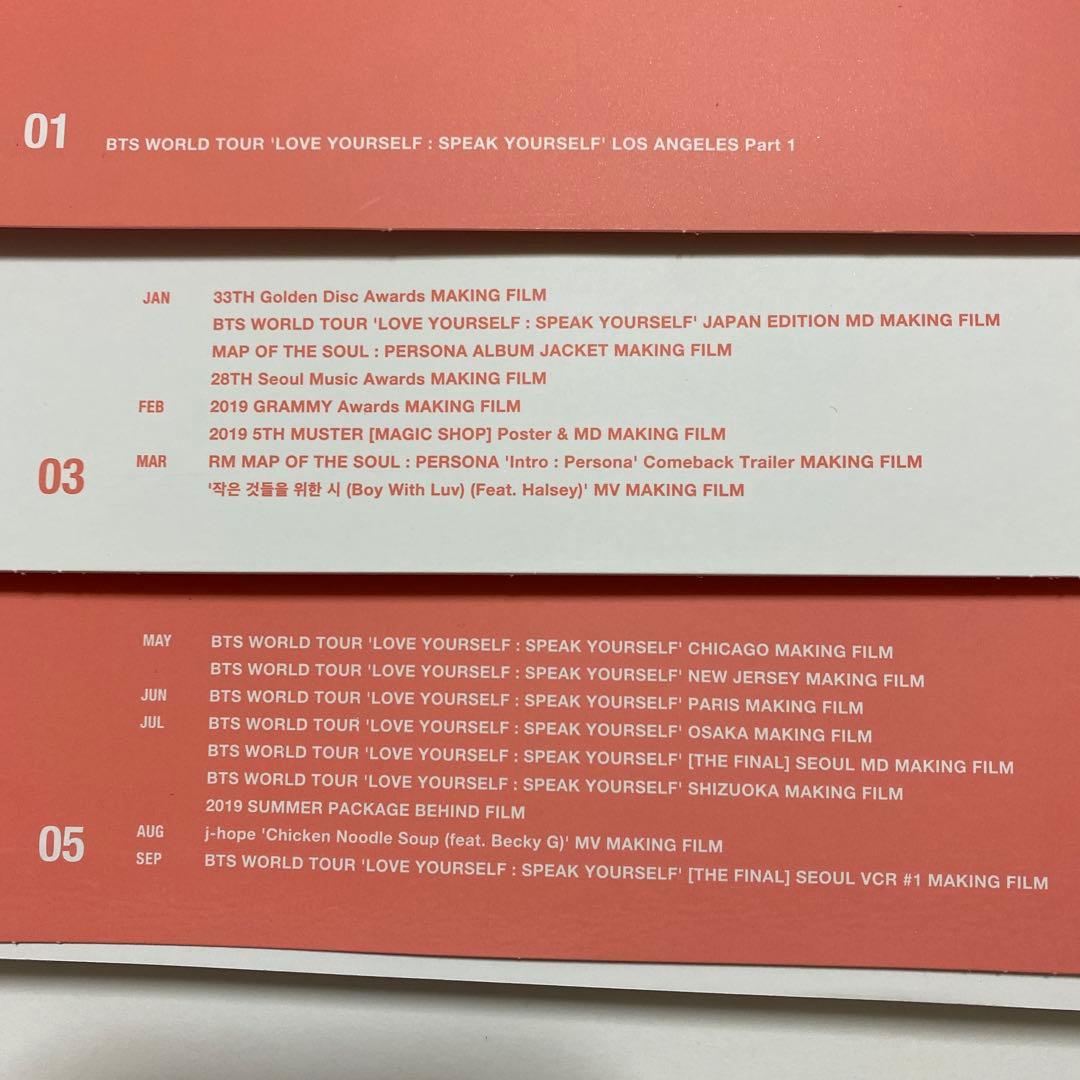 01 BTS WORLD TOUR 'LOVE YOURSELF : SPEAK YOURSELF' LOS ANGELES Part 1
JAN 33TH Golden Disc Awards MAKING FILM
BTS WORLD TOUR 'LOVE YOURSELF : SPEAK YOURSELF' JAPAN EDITION MD MAKING FILM
MAP OF THE SOUL : PERSONA ALBUM JACKET MAKING FILM
28TH Seoul Music Awards MAKING FILM
FEB 2019 GRAMMY Awards MAKING FILM
2019 5TH MUSTER [MAGIC SHOP] Poster & MD MAKING FILM
03 MAR RM MAP OF THE SOUL : PERSONA 'Intro : Persona' Comeback Trailer MAKING FILM
'작은 것들을 위한 시 (Boy With Luv) (Feat. Halsey)' MV MAKING FILM
MAY BTS WORLD TOUR 'LOVE YOURSELF : SPEAK YOURSELF' CHICAGO MAKING FILM
BTS WORLD TOUR 'LOVE YOURSELF : SPEAK YOURSELF' NEW JERSEY MAKING FILM
JUN BTS WORLD TOUR 'LOVE YOURSELF : SPEAK YOURSELF' PARIS MAKING FILM
JUL BTS WORLD TOUR 'LOVE YOURSELF : SPEAK YOURSELF' OSAKA MAKING FILM
BTS WORLD TOUR 'LOVE YOURSELF : SPEAK YOURSELF' [THE FINAL] SEOUL MD MAKING FILM
BTS WORLD TOUR 'LOVE YOURSELF : SPEAK YOURSELF' SHIZUOKA MAKING FILM
2019 SUMMER PACKAGE BEHIND FILM
05 AUG j-hope 'Chicken Noodle Soup (feat. Becky G)' MV MAKING FILM
SEP BTS WORLD TOUR 'LOVE YOURSELF : SPEAK YOURSELF' [THE FINAL] SEOUL VCR #1 MAKING FILM